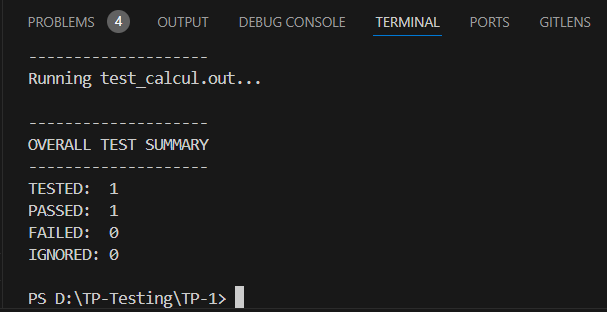 PROBLEMS 4 OUTPUT DEBUG CONSOLE TERMINAL PORTS GITLENS
--------------------
Running test_calcul.out...
--------------------
OVERALL TEST SUMMARY
--------------------
TESTED:  1
PASSED:  1
FAILED:  0
IGNORED: 0
PS D:\TP-Testing\TP-1>